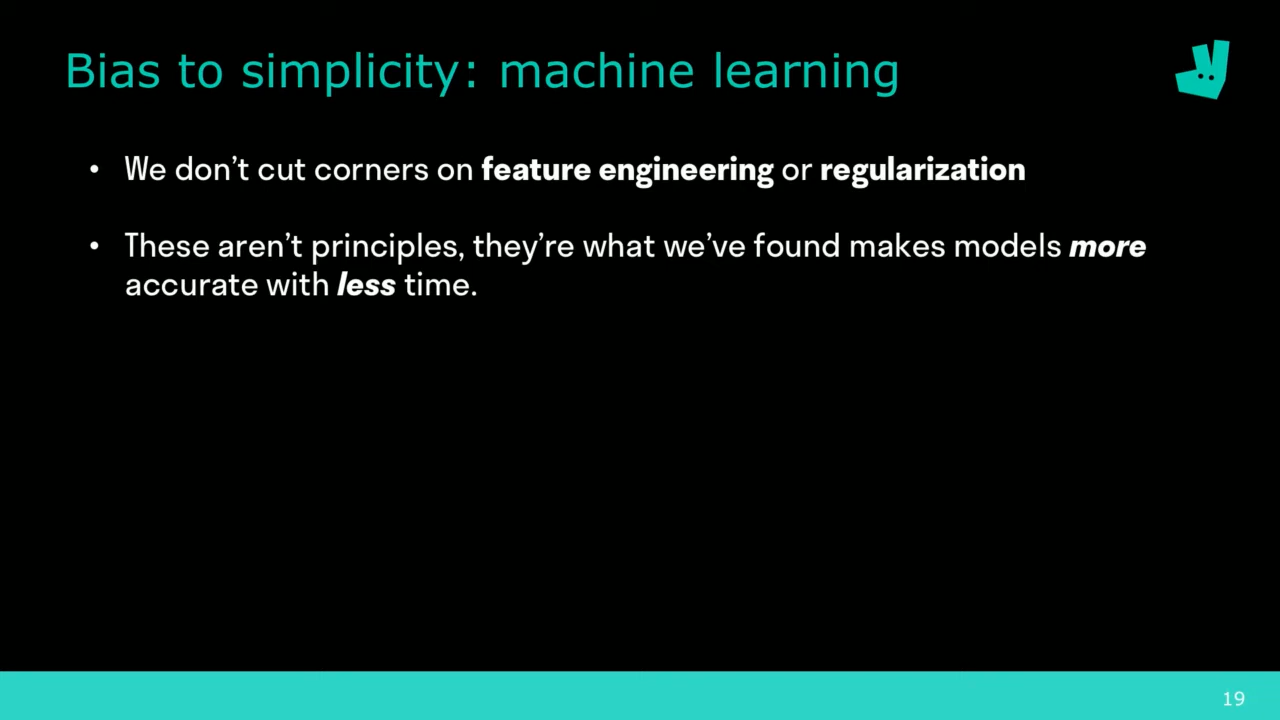 Bias to simplicity: machine learning
• We don’t cut corners on feature engineering or regularization
• These aren’t principles, they’re what we’ve found makes models more
accurate with less time.
19